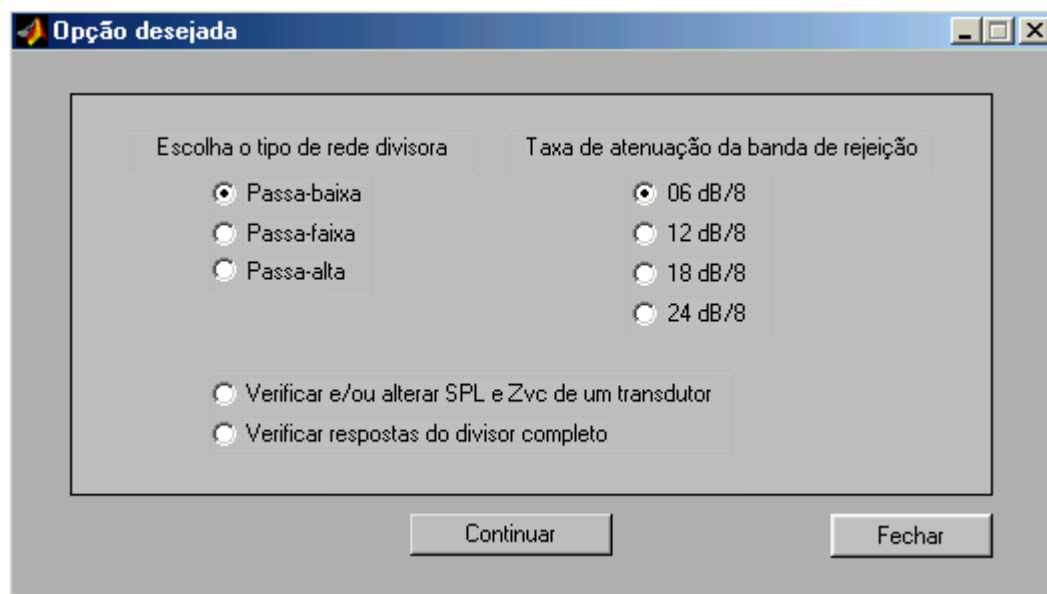 Opção desejada
Escolha o tipo de rede divisora
Passa-baixa
Passa-faixa
Passa-alta
Taxa de atenuação da banda de rejeição
06 dB/8
12 dB/8
18 dB/8
24 dB/8
Verificar e/ou alterar SPL e Zvc de um transdutor
Verificar respostas do divisor completo
Continuar
Fechar